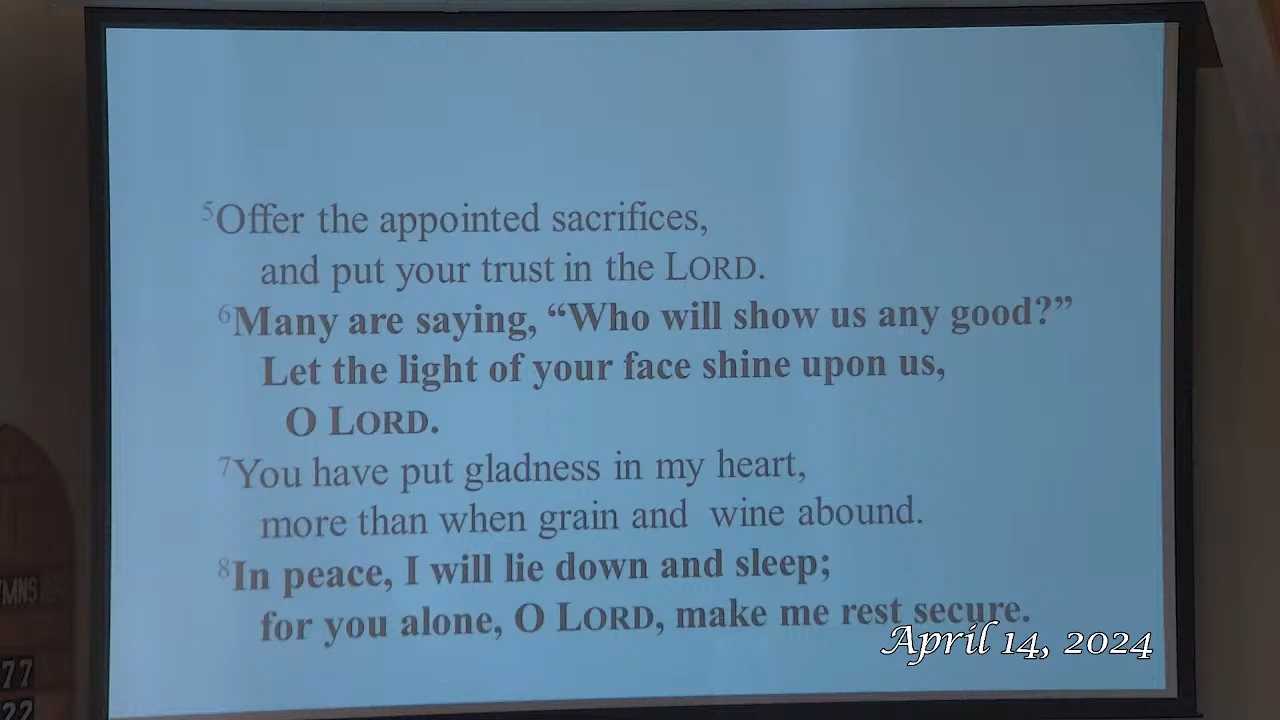 ⁵Offer the appointed sacrifices,
and put your trust in the LORD.
⁶Many are saying, “Who will show us any good?”
Let the light of your face shine upon us,
O LORD.
⁷You have put gladness in my heart,
more than when grain and wine abound.
⁸In peace, I will lie down and sleep;
for you alone, O LORD, make me rest secure.
April 14, 2024
77
22